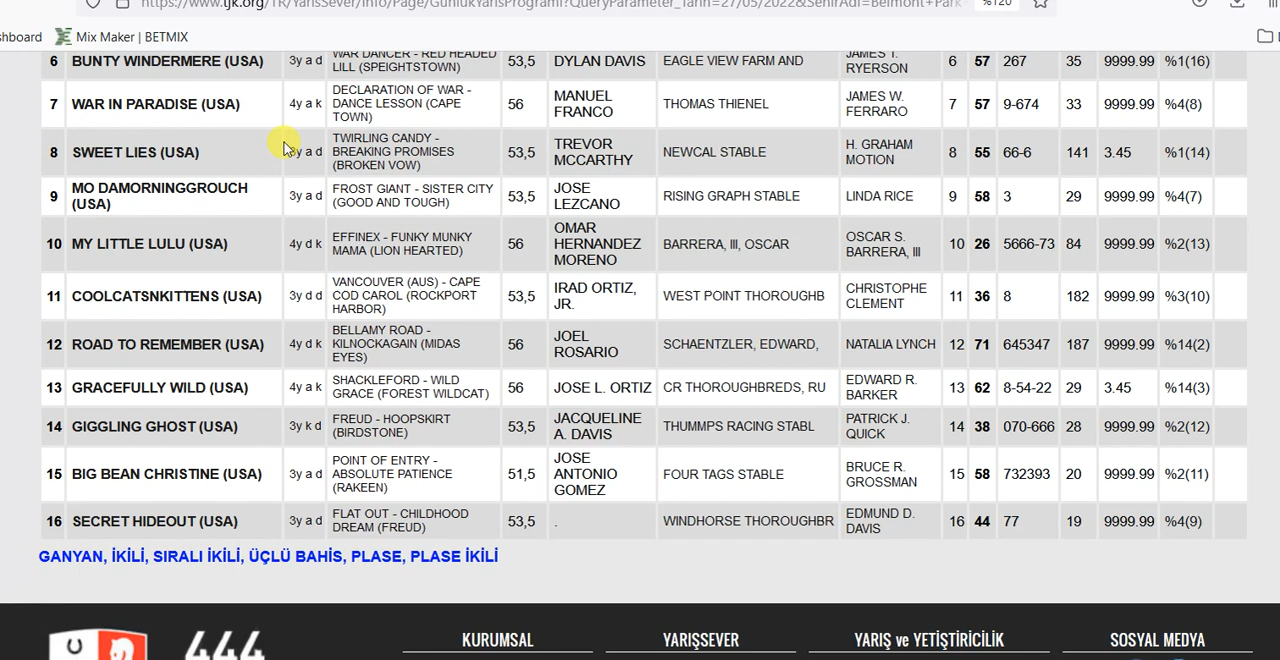 https://www.tjk.org/TR/YarisSever/Info/Page/GunlukYarisProgrami?QueryParameter_Tarih=27/05/2022&SehirAdi=Belmont+Park %120
shboard Mix Maker | BETMIX
6 BUNTY WINDERMERE (USA) 3y a d WAR DANCER - RED HEADED LILL (SPEIGHTSTOWN) 53,5 DYLAN DAVIS EAGLE VIEW FARM AND JAMES T. RYERSON 6 57 267 35 9999.99 %1(16)
7 WAR IN PARADISE (USA) 4y a k DECLARATION OF WAR - DANCE LESSON (CAPE TOWN) 56 MANUEL FRANCO THOMAS THIENEL JAMES W. FERRARO 7 57 9-674 33 9999.99 %4(8)
8 SWEET LIES (USA) 3y a d TWIRLING CANDY - BREAKING PROMISES (BROKEN VOW) 53,5 TREVOR MCCARTHY NEWCAL STABLE H. GRAHAM MOTION 8 55 66-6 141 3.45 %1(14)
9 MO DAMORNINGGROUCH (USA) 3y a d FROST GIANT - SISTER CITY (GOOD AND TOUGH) 53,5 JOSE LEZCANO RISING GRAPH STABLE LINDA RICE 9 58 3 29 9999.99 %4(7)
10 MY LITTLE LULU (USA) 4y d k EFFINEX - FUNKY MUNKY MAMA (LION HEARTED) 56 OMAR HERNANDEZ MORENO BARRERA, III, OSCAR OSCAR S. BARRERA, III 10 26 5666-73 84 9999.99 %2(13)
11 COOLCATSNKITTENS (USA) 3y d d VANCOUVER (AUS) - CAPE COD CAROL (ROCKPORT HARBOR) 53,5 IRAD ORTIZ, JR. WEST POINT THOROUGHB CHRISTOPHE CLEMENT 11 36 8 182 9999.99 %3(10)
12 ROAD TO REMEMBER (USA) 4y d k BELLAMY ROAD - KILNOCKAGAIN (MIDAS EYES) 56 JOEL ROSARIO SCHAENTZLER, EDWARD, NATALIA LYNCH 12 71 645347 187 9999.99 %14(2)
13 GRACEFULLY WILD (USA) 4y a k SHACKLEFORD - WILD GRACE (FOREST WILDCAT) 56 JOSE L. ORTIZ CR THOROUGHBREDS, RU EDWARD R. BARKER 13 62 8-54-22 29 3.45 %14(3)
14 GIGGLING GHOST (USA) 3y k d FREUD - HOOPSKIRT (BIRDSTONE) 53,5 JACQUELINE A. DAVIS THUMMPS RACING STABL PATRICK J. QUICK 14 38 070-666 28 9999.99 %2(12)
15 BIG BEAN CHRISTINE (USA) 3y a d POINT OF ENTRY - ABSOLUTE PATIENCE (RAKEEN) 51,5 JOSE ANTONIO GOMEZ FOUR TAGS STABLE BRUCE R. GROSSMAN 15 58 732393 20 9999.99 %2(11)
16 SECRET HIDEOUT (USA) 3y a d FLAT OUT - CHILDHOOD DREAM (FREUD) 53,5 . WINDHORSE THOROUGHBR EDMUND D. DAVIS 16 44 77 19 9999.99 %4(9)
GANYAN, İKİLİ, SIRALI İKİLİ, ÜÇLÜ BAHİS, PLASE, PLASE İKİLİ
444 KURUMSAL YARIŞSEVER YARIŞ ve YETİŞTİRİCİLİK SOSYAL MEDYA